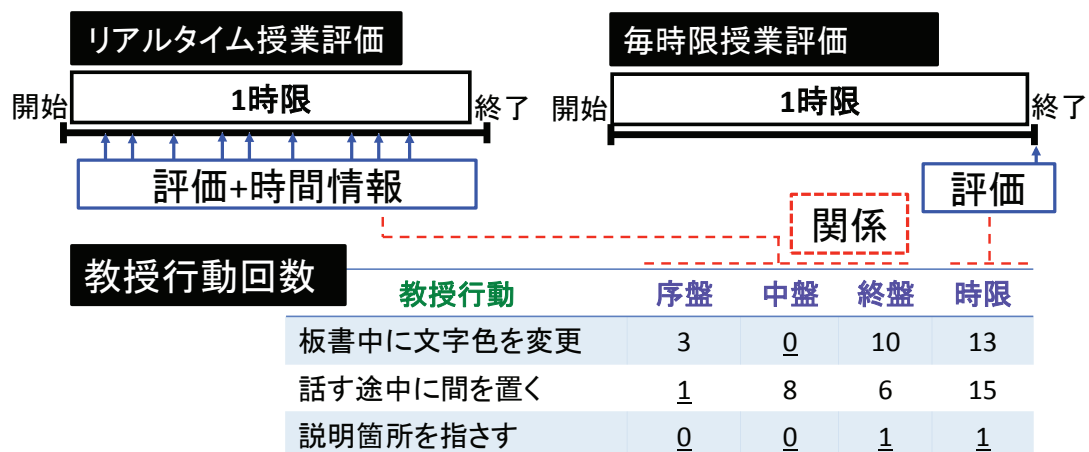 リアルタイム授業評価
毎時限授業評価
開始 1時限 終了
開始 1時限 終了
評価+時間情報
評価
関係
教授行動回数
教授行動 序盤 中盤 終盤 時限
板書中に文字色を変更 3 0 10 13
話す途中に間を置く 1 8 6 15
説明箇所を指さす 0 0 1 1